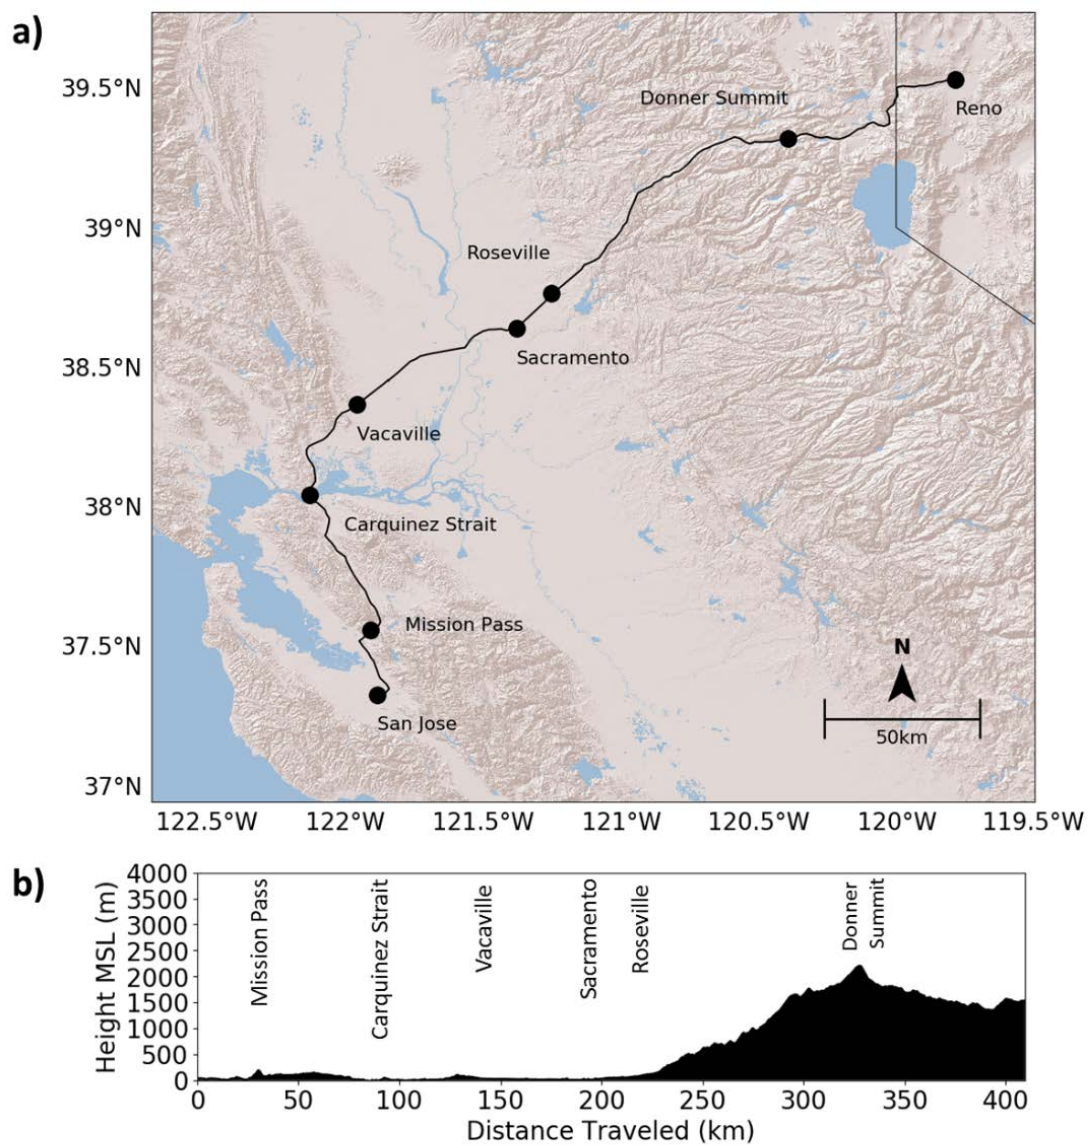 a)
39.5°N
39°N
38.5°N
38°N
37.5°N
37°N
Donner Summit
Reno
Roseville
Sacramento
Vacaville
Carquinez Strait
Mission Pass
San Jose
N
50km
122.5°W
122°W
121.5°W
121°W
120.5°W
120°W
119.5°W
b)
Height MSL (m)
4000
3500
3000
2500
2000
1500
1000
500
0
Mission Pass
Carquinez Strait
Vacaville
Sacramento
Roseville
Donner
Summit
0
50
100
150
200
250
300
350
400
Distance Traveled (km)